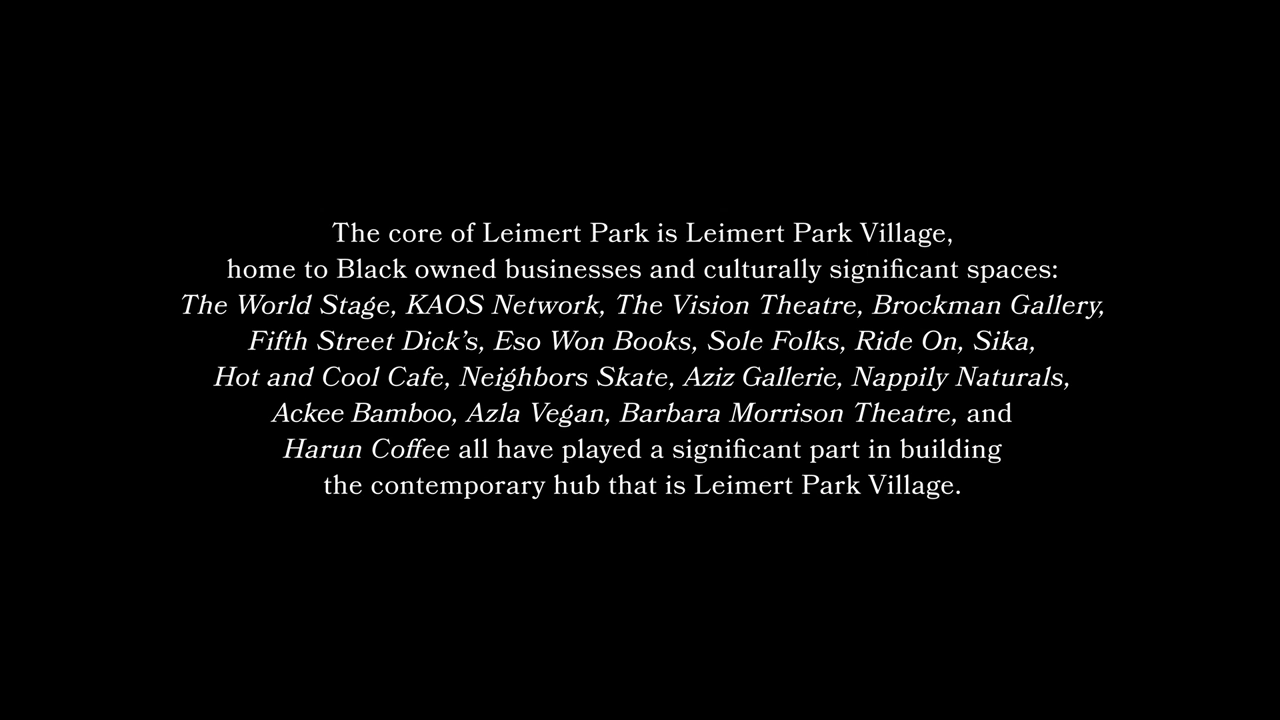 The core of Leimert Park is Leimert Park Village,
home to Black owned businesses and culturally significant spaces:
The World Stage, KAOS Network, The Vision Theatre, Brockman Gallery,
Fifth Street Dick’s, Eso Won Books, Sole Folks, Ride On, Sika,
Hot and Cool Cafe, Neighbors Skate, Aziz Gallerie, Nappily Naturals,
Ackee Bamboo, Azla Vegan, Barbara Morrison Theatre, and
Harun Coffee all have played a significant part in building
the contemporary hub that is Leimert Park Village.